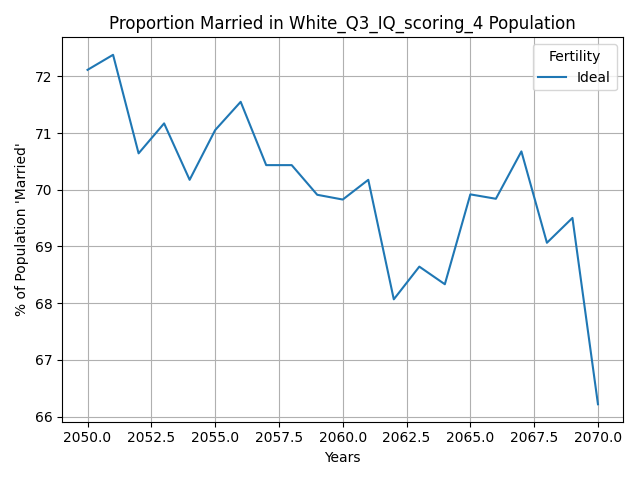 Proportion Married in White_Q3_IQ_scoring_4 Population
Fertility
Ideal
% of Population 'Married'
72
71
70
69
68
67
66
2050.0 2052.5 2055.0 2057.5 2060.0 2062.5 2065.0 2067.5 2070.0
Years